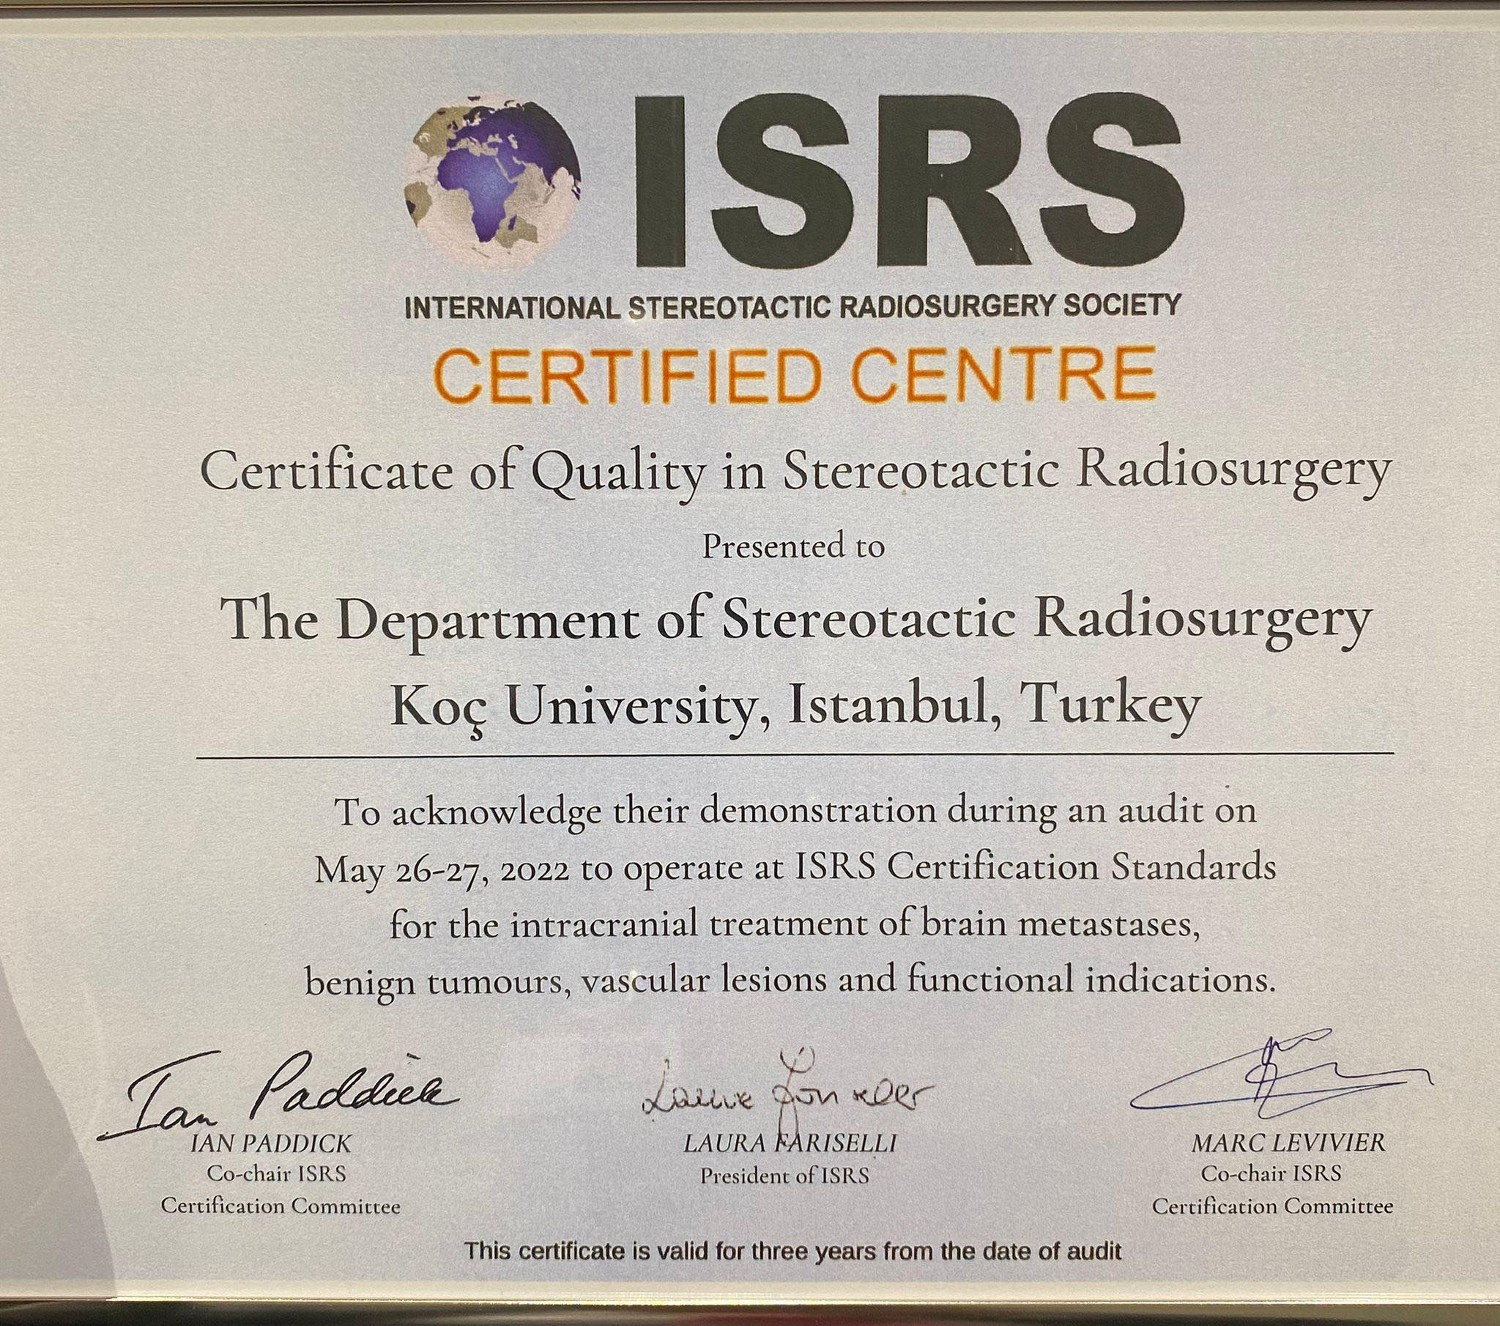 ISRS
INTERNATIONAL STEREOTACTIC RADIOSURGERY SOCIETY
CERTIFIED CENTRE
Certificate of Quality in Stereotactic Radiosurgery
Presented to
The Department of Stereotactic Radiosurgery
Koç University, Istanbul, Turkey
To acknowledge their demonstration during an audit on
May 26-27, 2022 to operate at ISRS Certification Standards
for the intracranial treatment of brain metastases,
benign tumours, vascular lesions and functional indications.
Ian Paddick
IAN PADDICK
Co-chair ISRS
Certification Committee
LAURA FARISELLI
President of ISRS
MARC LEVIVIER
Co-chair ISRS
Certification Committee
This certificate is valid for three years from the date of audit